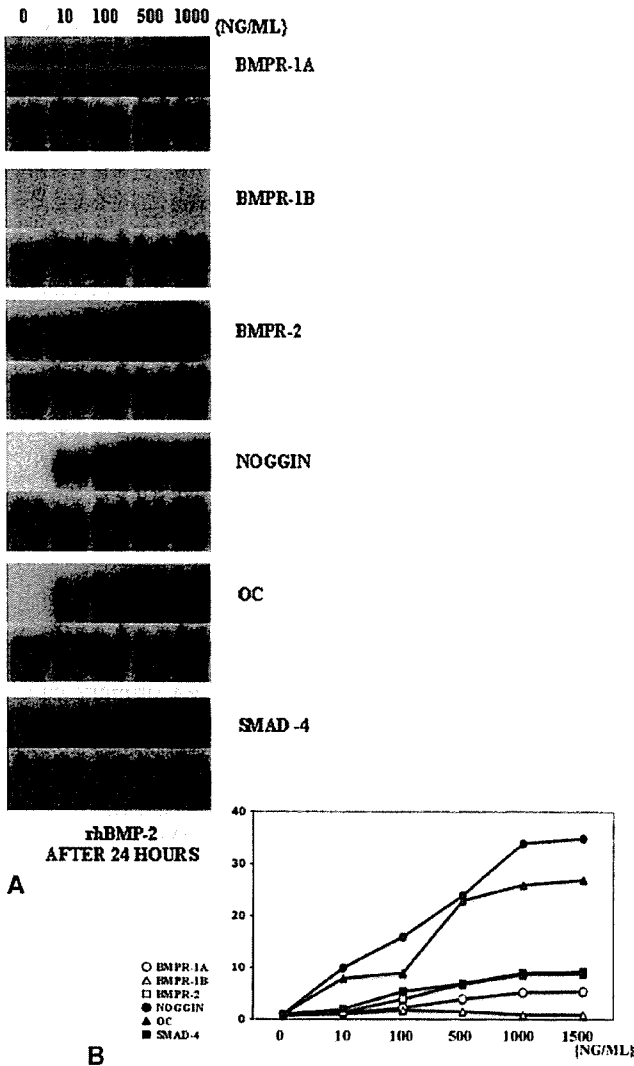 0 10 100 500 1000 {NG/ML}
BMPR-1A
BMPR-1B
BMPR-2
NOGGIN
OC
SMAD -4
rhBMP-2
AFTER 24 HOURS
A
40
30
20
10
0
0 10 100 500 1000 1500
{NG/ML}
BMPR-1A
BMPR-1B
BMPR-2
NOGGIN
OC
SMAD-4
B